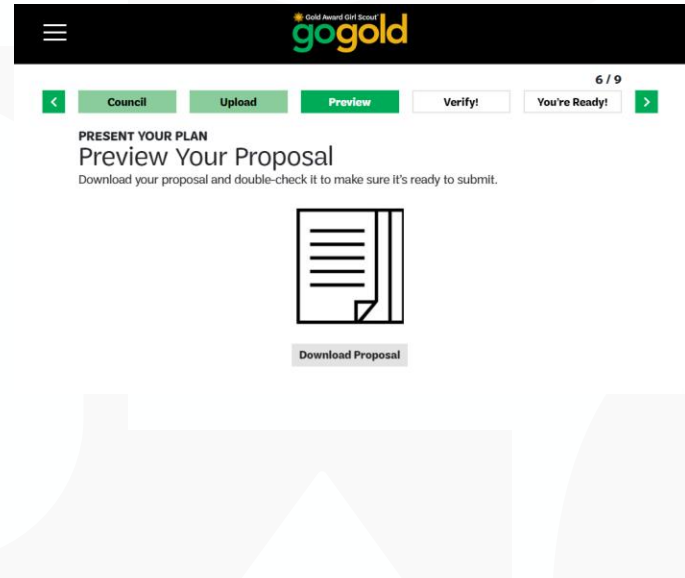 Gold Award Girl Scout
gogold
6 / 9
< Council Upload Preview Verify! You're Ready! >
PRESENT YOUR PLAN
Preview Your Proposal
Download your proposal and double-check it to make sure it's ready to submit.
Download Proposal